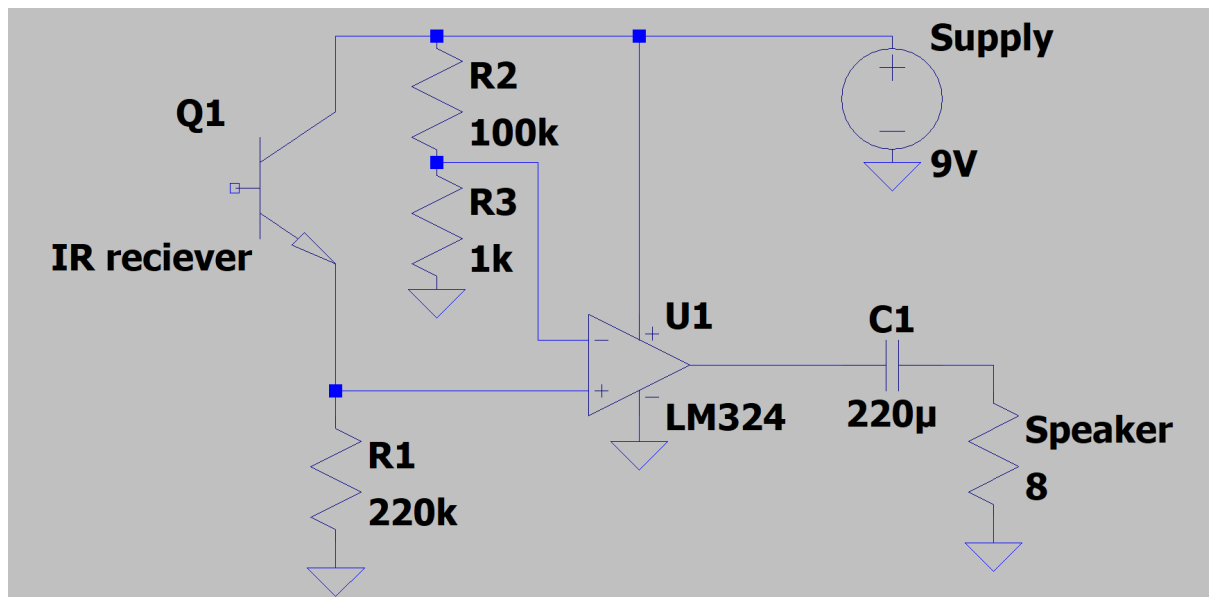 Supply
R2
Q1
100k
9V
R3
IR reciever
1k
U1
C1
LM324
220µ
Speaker
R1
8
220k